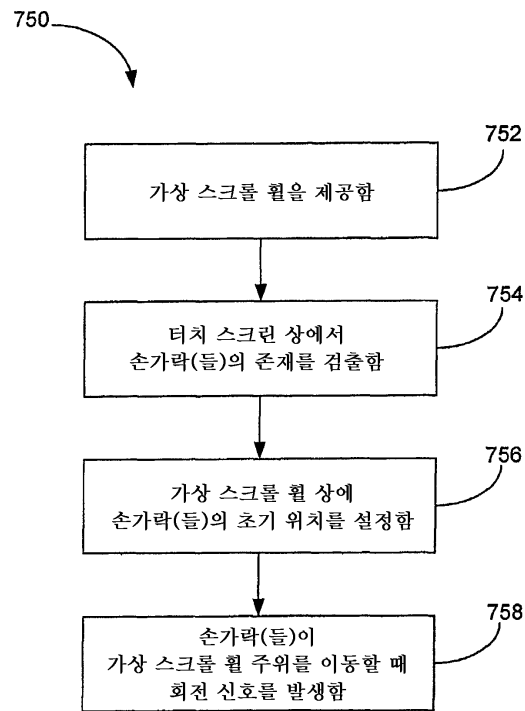 750
752
가상 스크롤 휠을 제공함
754
터치 스크린 상에서
손가락(들)의 존재를 검출함
756
가상 스크롤 휠 상에
손가락(들)의 초기 위치를 설정함
758
손가락(들)이
가상 스크롤 휠 주위를 이동할 때
회전 신호를 발생함